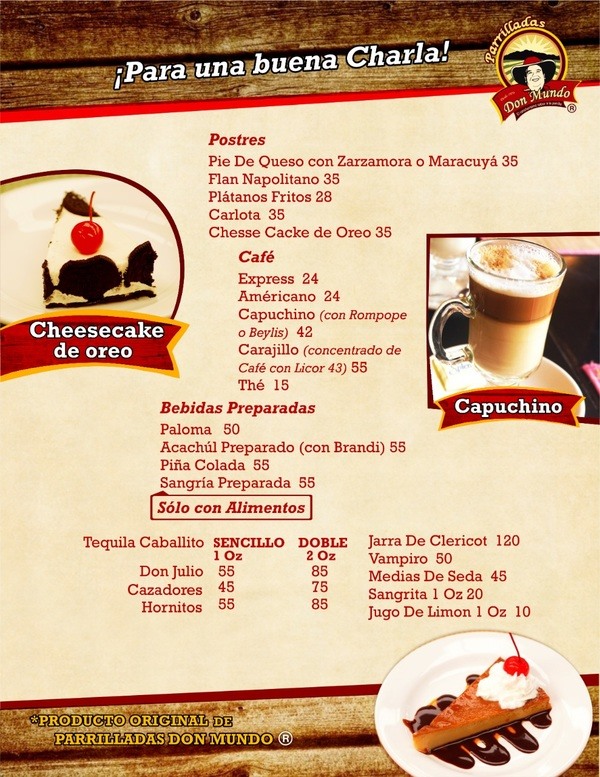 ¡Para una buena Charla!
Parrilladas
Don Mundo
®
Postres
Pie De Queso con Zarzamora o Maracuyá 35
Flan Napolitano 35
Plátanos Fritos 28
Carlota 35
Chesse Cacke de Oreo 35
Cheesecake
de oreo
Café
Express 24
Américano 24
Capuchino (con Rompope
o Beylis) 42
Carajillo (concentrado de
Café con Licor 43) 55
Thé 15
Capuchino
Bebidas Preparadas
Paloma 50
Acachúl Preparado (con Brandi) 55
Piña Colada 55
Sangría Preparada 55
Sólo con Alimentos
Tequila Caballito SENCILLO DOBLE
1 Oz 2 Oz
Don Julio 55 85
Cazadores 45 75
Hornitos 55 85
Jarra De Clericot 120
Vampiro 50
Medias De Seda 45
Sangrita 1 Oz 20
Jugo De Limon 1 Oz 10
*PRODUCTO ORIGINAL DE
PARRILLADAS DON MUNDO ®